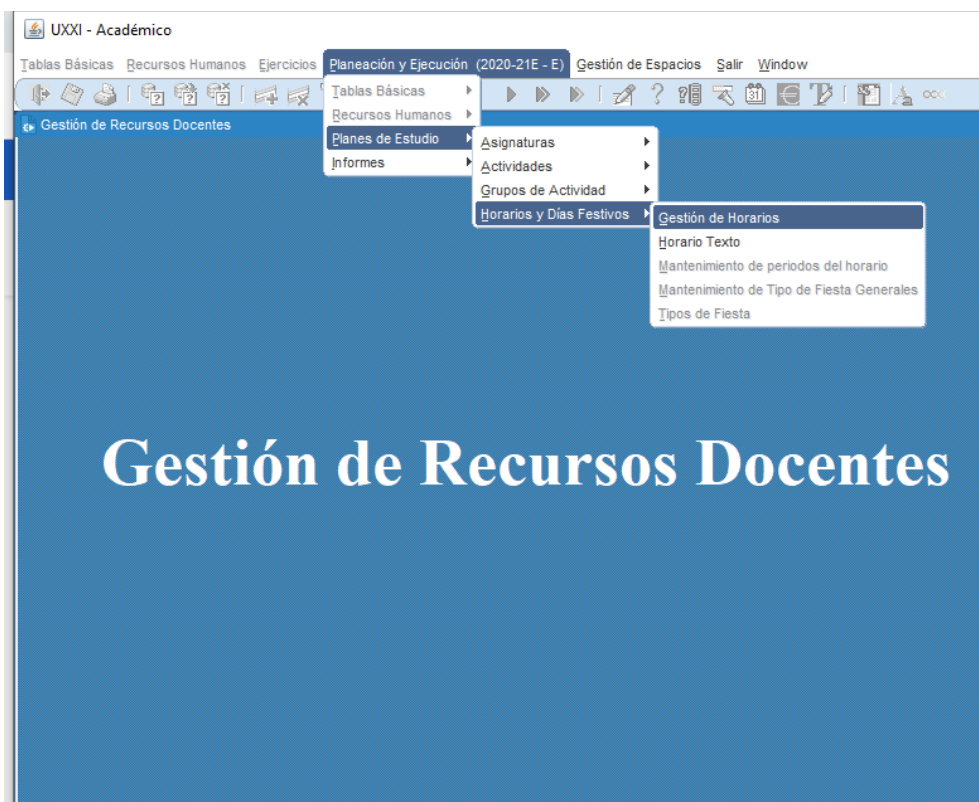 UXXI - Académico
Tablas Básicas Recursos Humanos Ejercicios Planeación y Ejecución (2020-21E - E) Gestión de Espacios Salir Window
Tablas Básicas
Recursos Humanos
Gestión de Recursos Docentes
Planes de Estudio
Asignaturas
Informes
Actividades
Grupos de Actividad
Horarios y Días Festivos
Gestión de Horarios
Horario Texto
Mantenimiento de periodos del horario
Mantenimiento de Tipo de Fiesta Generales
Tipos de Fiesta
Gestión de Recursos Docentes